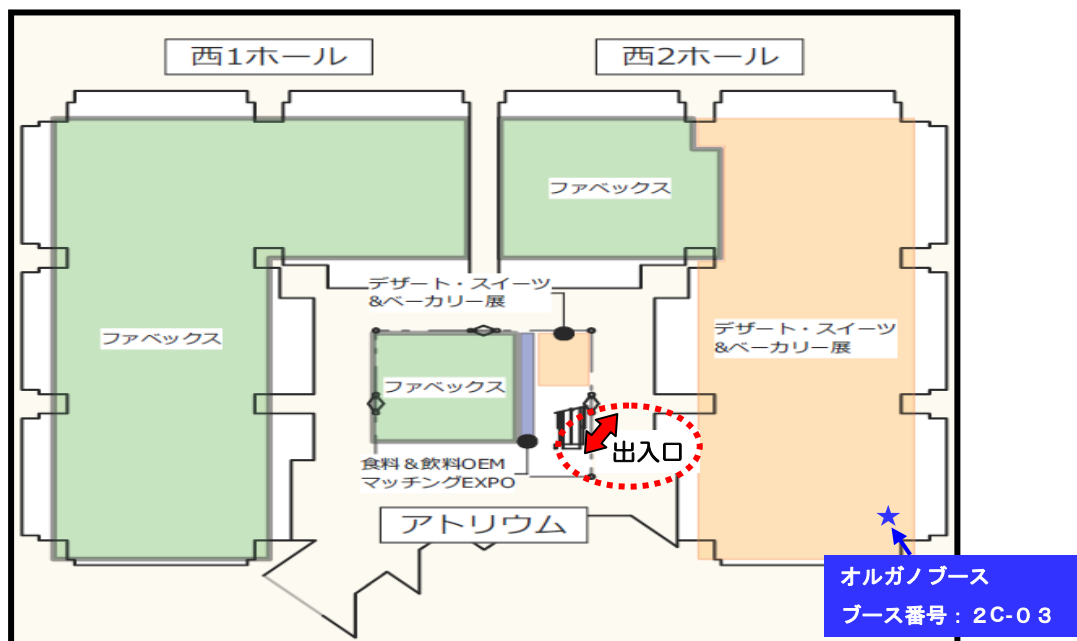 西1ホール
西2ホール
ファベックス
デザート・スイーツ
&ベーカリー展
ファベックス
デザート・スイーツ
&ベーカリー展
ファベックス
出入口
食料&飲料OEM
マッチングEXPO
アトリウム
オルガノブース
ブース番号：2C-03